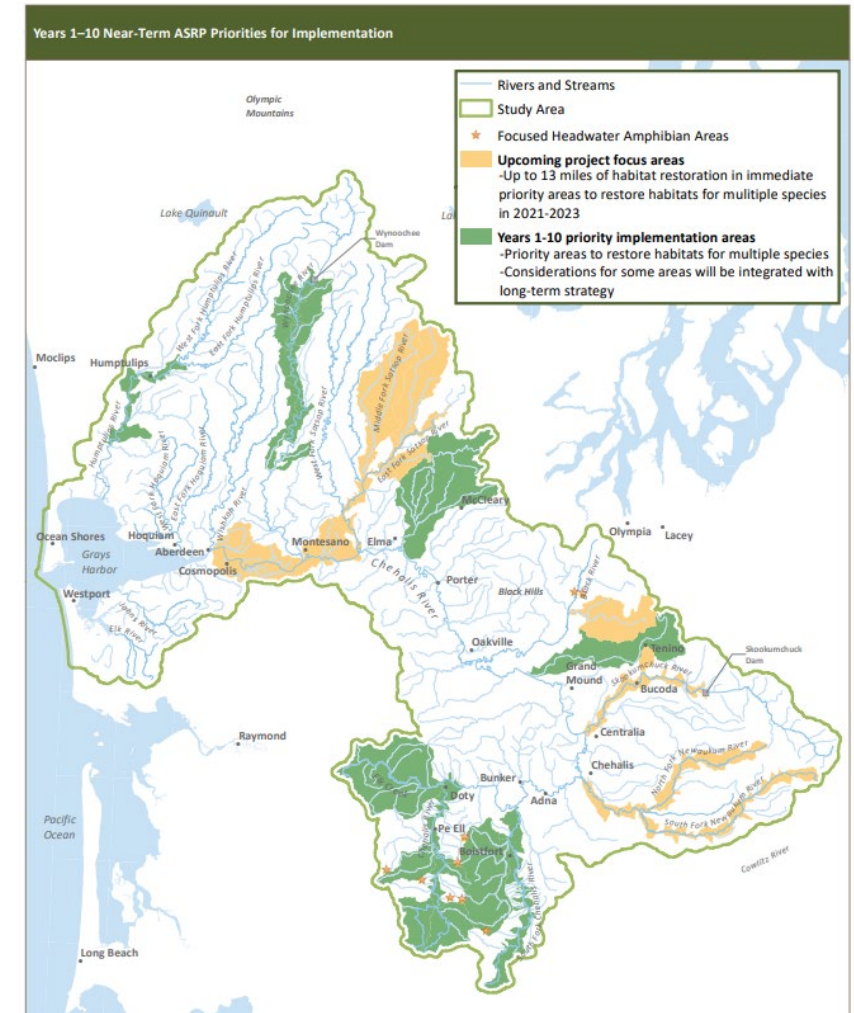 Years 1–10 Near-Term ASRP Priorities for Implementation
Rivers and Streams
Study Area
Focused Headwater Amphibian Areas
Upcoming project focus areas
-Up to 13 miles of habitat restoration in immediate
priority areas to restore habitats for mulitiple species
in 2021-2023
Years 1-10 priority implementation areas
-Priority areas to restore habitats for multiple species
-Considerations for some areas will be integrated with
long-term strategy
Olympic
Mountains
Lake Quinault
La
Wynoochee
Dam
West Fork Humptulips River
East Fork Humptulips River
Moclips
Humptulips
Humptulips River
Middle Fork Satsop River
West Fork Satsop River
East Fork Satsop River
East Fork Hoquiam River
Wishkah River
McCleary
Ocean Shores
Hoquiam
Aberdeen
Montesano
Elma
Grays
Harbor
Cosmopolis
Chehalis River
Westport
Porter
Johns River
Elk River
Olympia
Lacey
Black Hills
Black River
Oakville
Tenino
Skookumchuck
Dam
Grand
Mound
Skookumchuck River
Bucoda
Centralia
Raymond
Chehalis
North Fork Newaukum River
South Fork Newaukum River
Bunker
Adna
Doty
Pe Ell
Chehalis River
Boistfort
South Fork Chehalis River
Cowlitz River
Pacific
Ocean
Long Beach